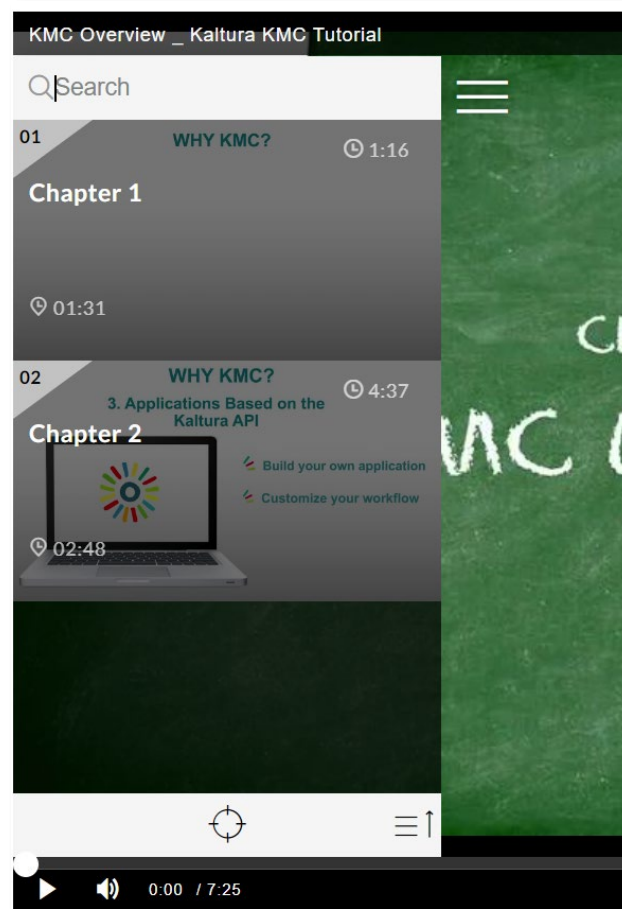 KMC Overview _ Kaltura KMC Tutorial
Search
01
WHY KMC?
1:16
Chapter 1
01:31
02
WHY KMC?
4:37
3. Applications Based on the
Kaltura API
Chapter 2
Build your own application
Customize your workflow
02:48
MC
0:00 / 7:25